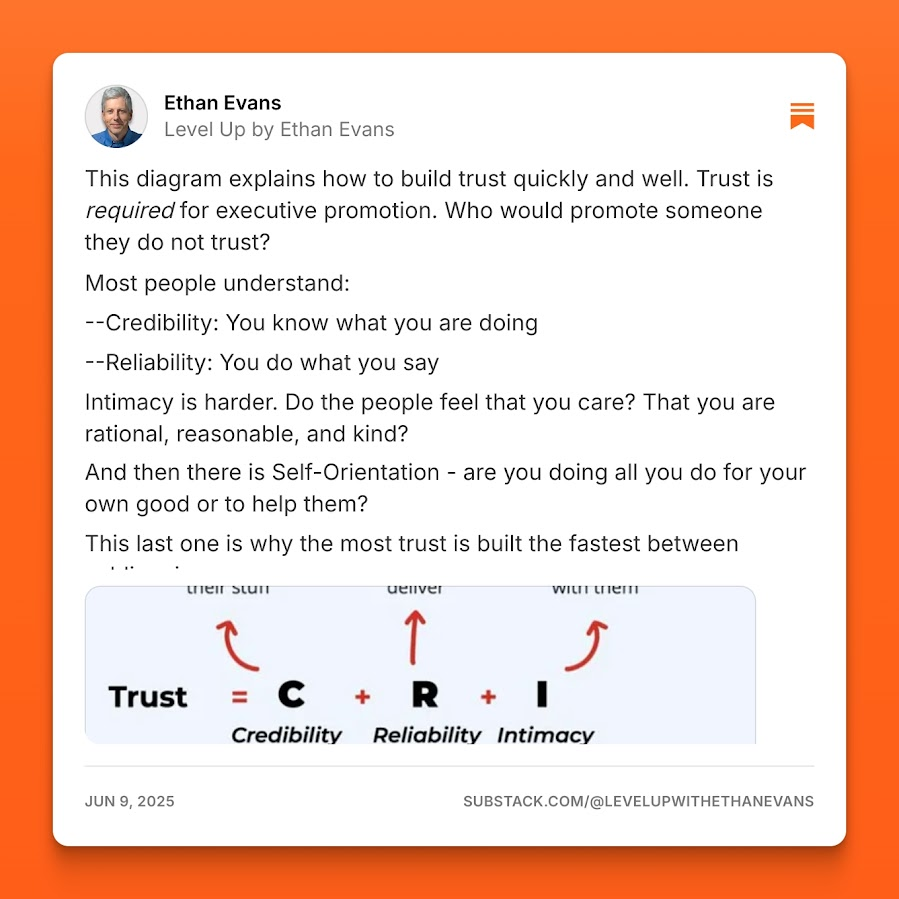 Ethan Evans
Level Up by Ethan Evans
This diagram explains how to build trust quickly and well. Trust is
required for executive promotion. Who would promote someone
they do not trust?
Most people understand:
--Credibility: You know what you are doing
--Reliability: You do what you say
Intimacy is harder. Do the people feel that you care? That you are
rational, reasonable, and kind?
And then there is Self-Orientation - are you doing all you do for your
own good or to help them?
This last one is why the most trust is built the fastest between
their stuff deliver with them
Trust = C + R + I
Credibility Reliability Intimacy
JUN 9, 2025 SUBSTACK.COM/@LEVELUPWITHETHANEVANS